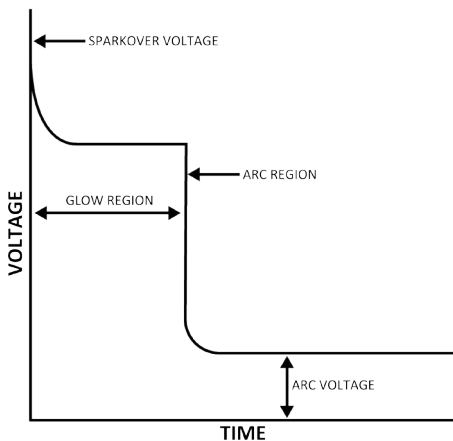 SPARKOVER VOLTAGE
ARC REGION
GLOW REGION
VOLTAGE
ARC VOLTAGE
TIME